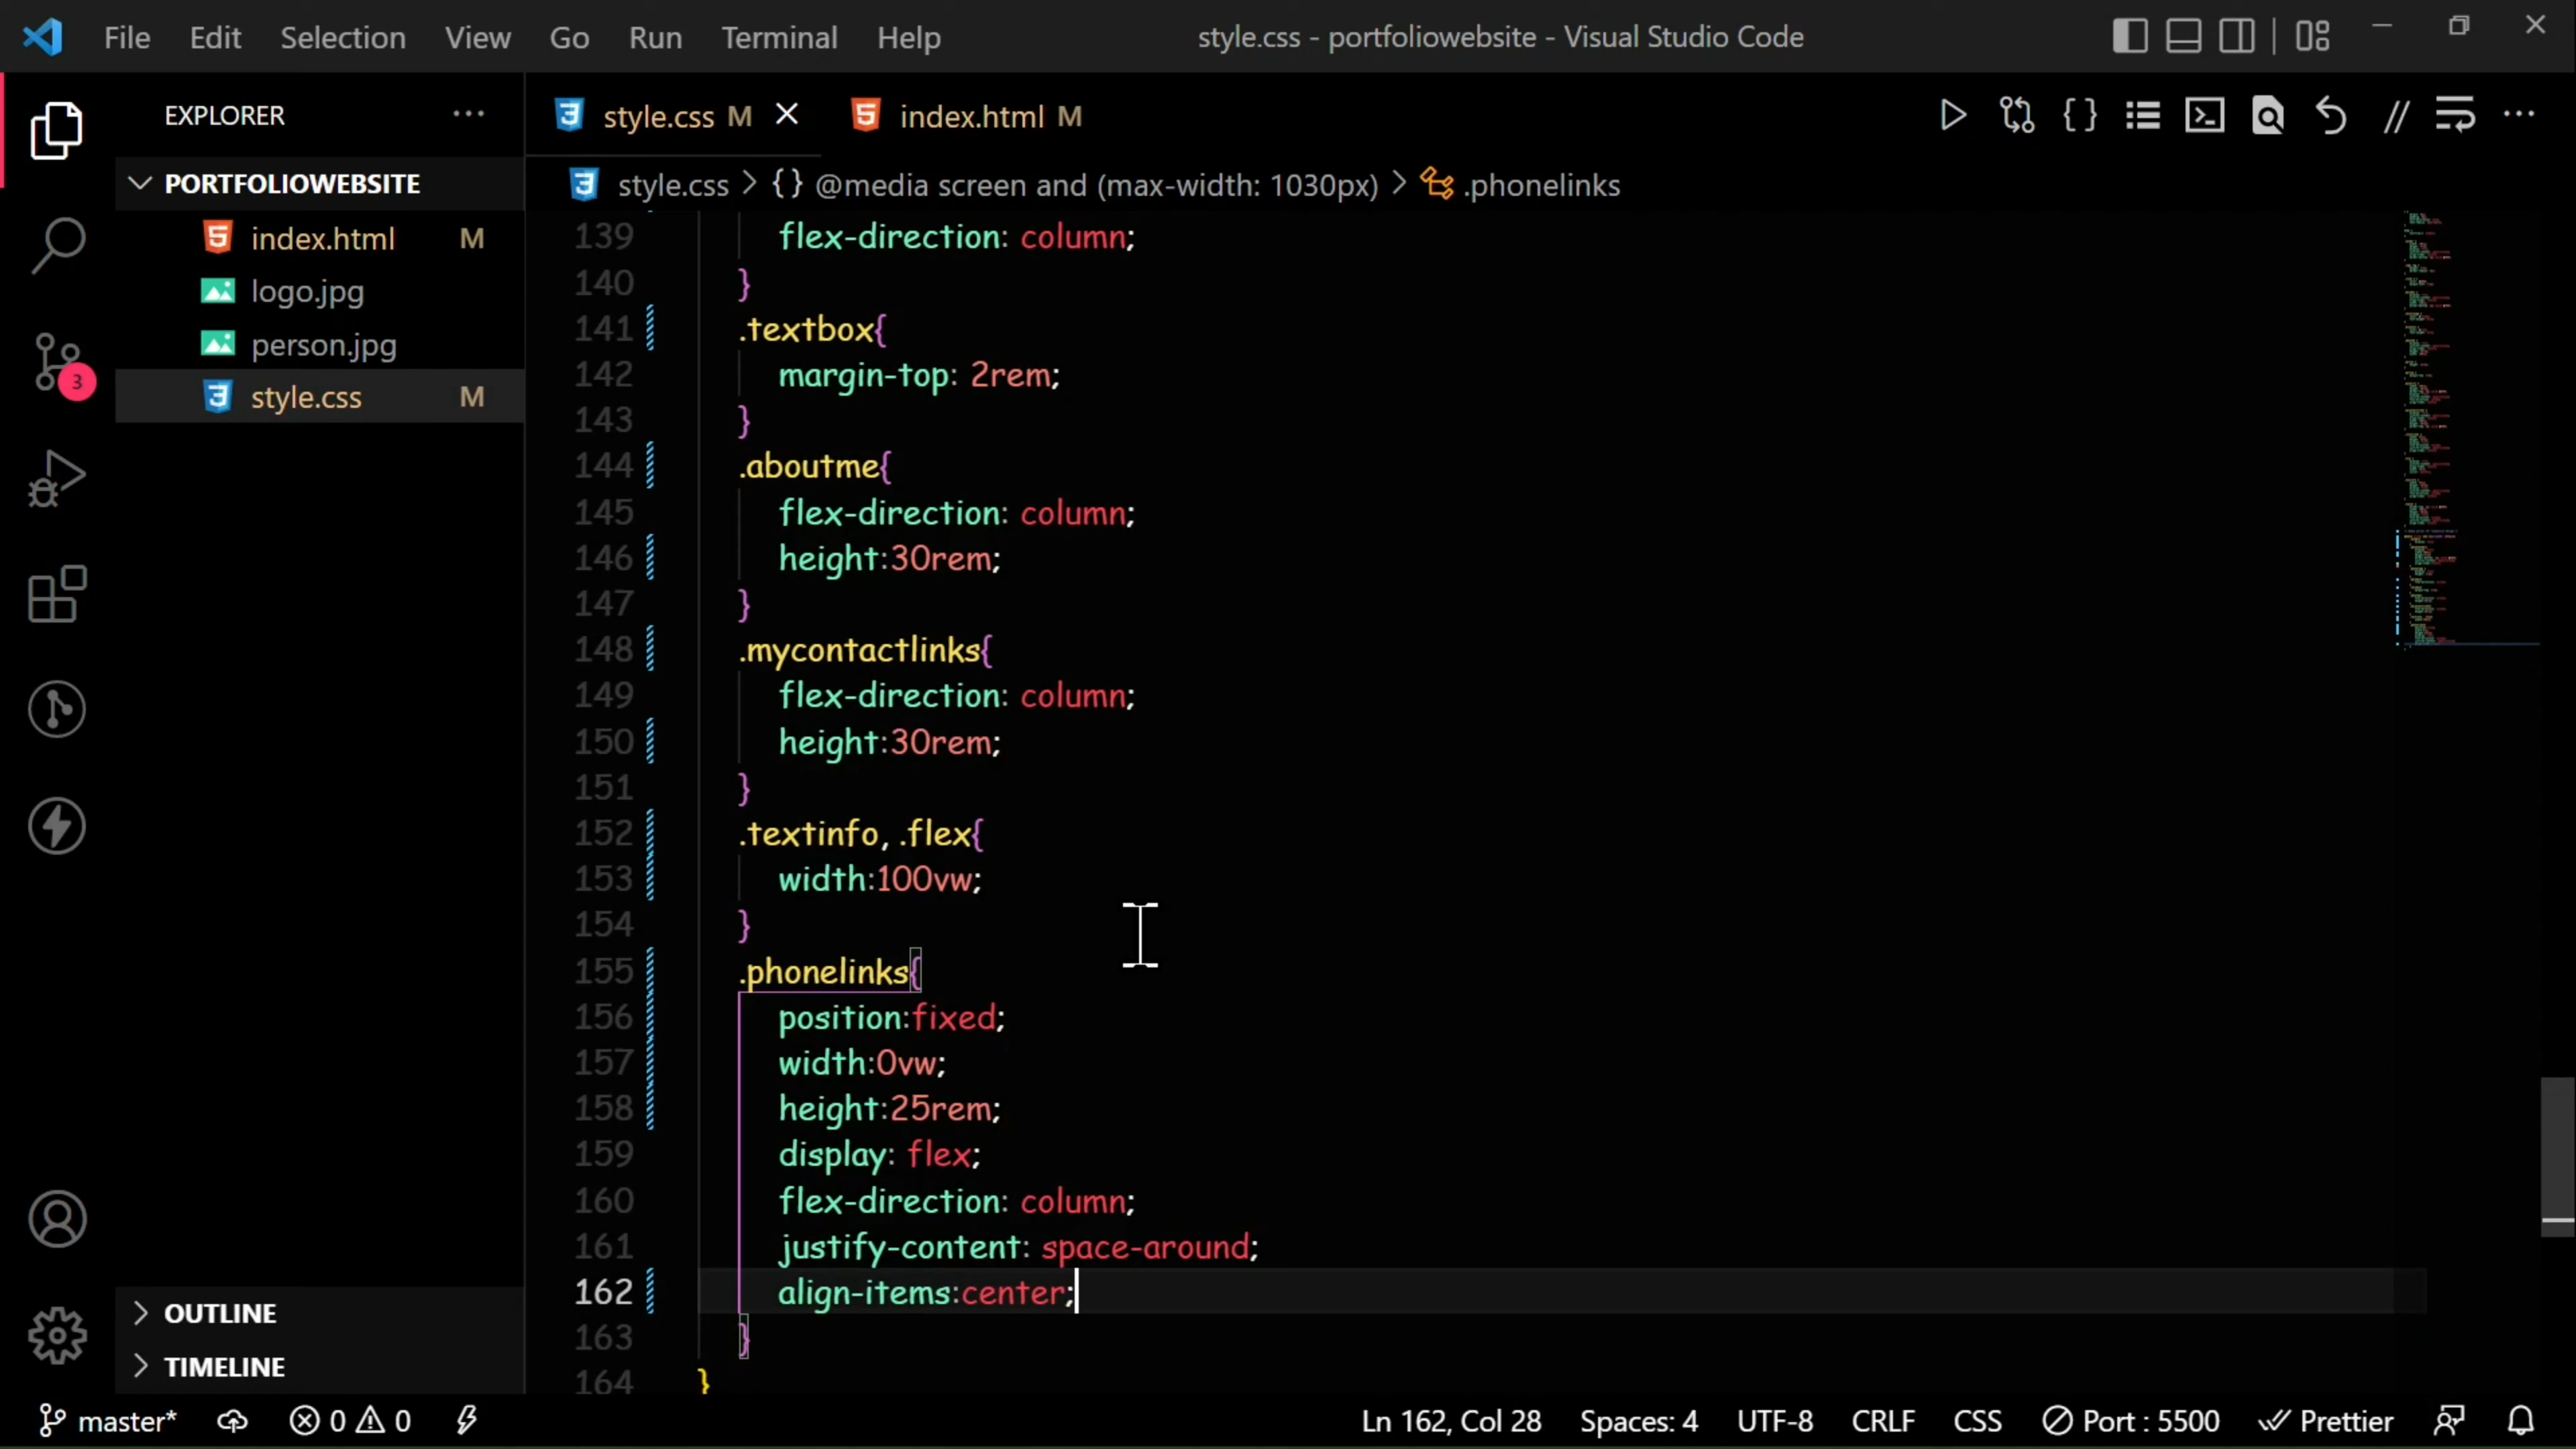 File Edit Selection View Go Run Terminal Help style.css - portfoliowebsite - Visual Studio Code
EXPLORER
PORTFOLIOWEBSITE
index.html M
logo.jpg
person.jpg
style.css M
3
OUTLINE
TIMELINE
style.css M index.html M
style.css > {} @media screen and (max-width: 1030px) > .phonelinks
139 flex-direction: column;
140 }
141 .textbox{
142 margin-top: 2rem;
143 }
144 .aboutme{
145 flex-direction: column;
146 height:30rem;
147 }
148 .mycontactlinks{
149 flex-direction: column;
150 height:30rem;
151 }
152 .textinfo, .flex{
153 width:100vw;
154 }
155 .phonelinks{
156 position:fixed;
157 width:0vw;
158 height:25rem;
159 display: flex;
160 flex-direction: column;
161 justify-content: space-around;
162 align-items:center;
163 }
164 }
master* 0 0 Ln 162, Col 28 Spaces: 4 UTF-8 CRLF CSS Port : 5500 Prettier